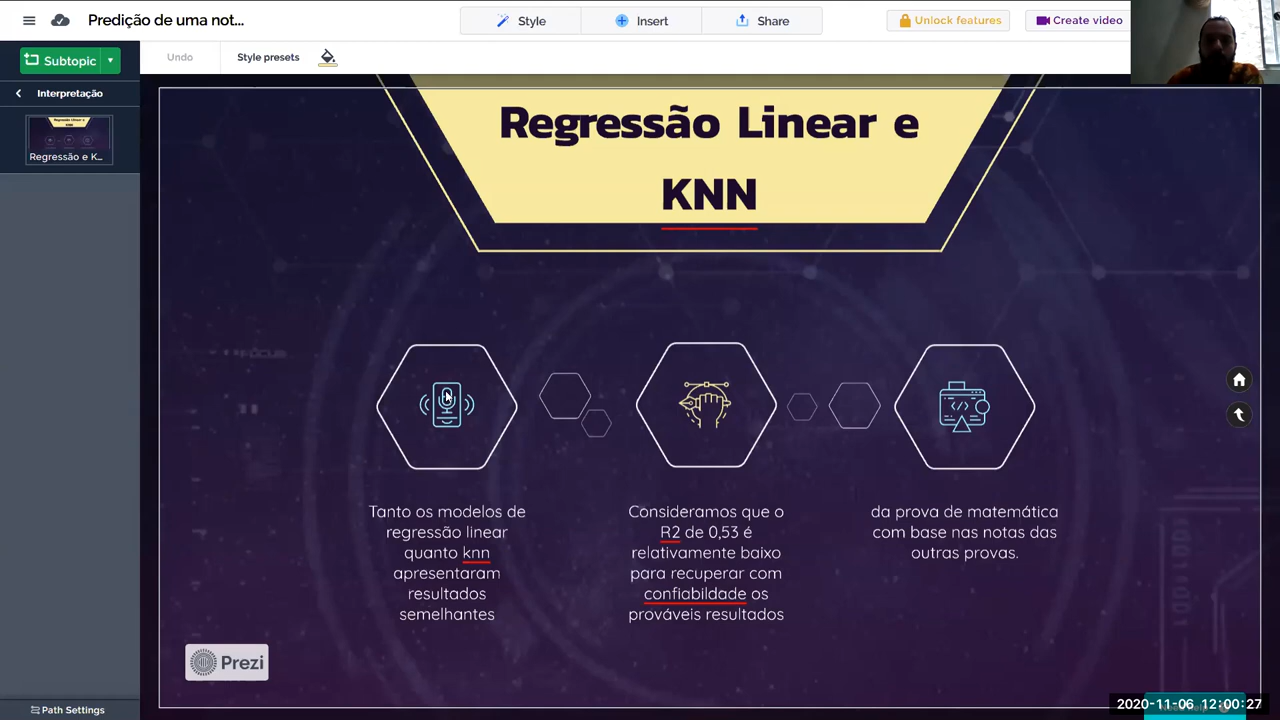 Predição de uma not...
Style
Insert
Share
Unlock features
Create video
Subtopic
Undo
Style presets
Interpretação
Regressão e K...
Regressão Linear e
KNN
Tanto os modelos de
regressão linear
quanto knn
apresentaram
resultados
semelhantes
Consideramos que o
R2 de 0,53 é
relativamente baixo
para recuperar com
confiabildade os
prováveis resultados
da prova de matemática
com base nas notas das
outras provas.
Prezi
Path Settings
2020-11-06 12:00:27